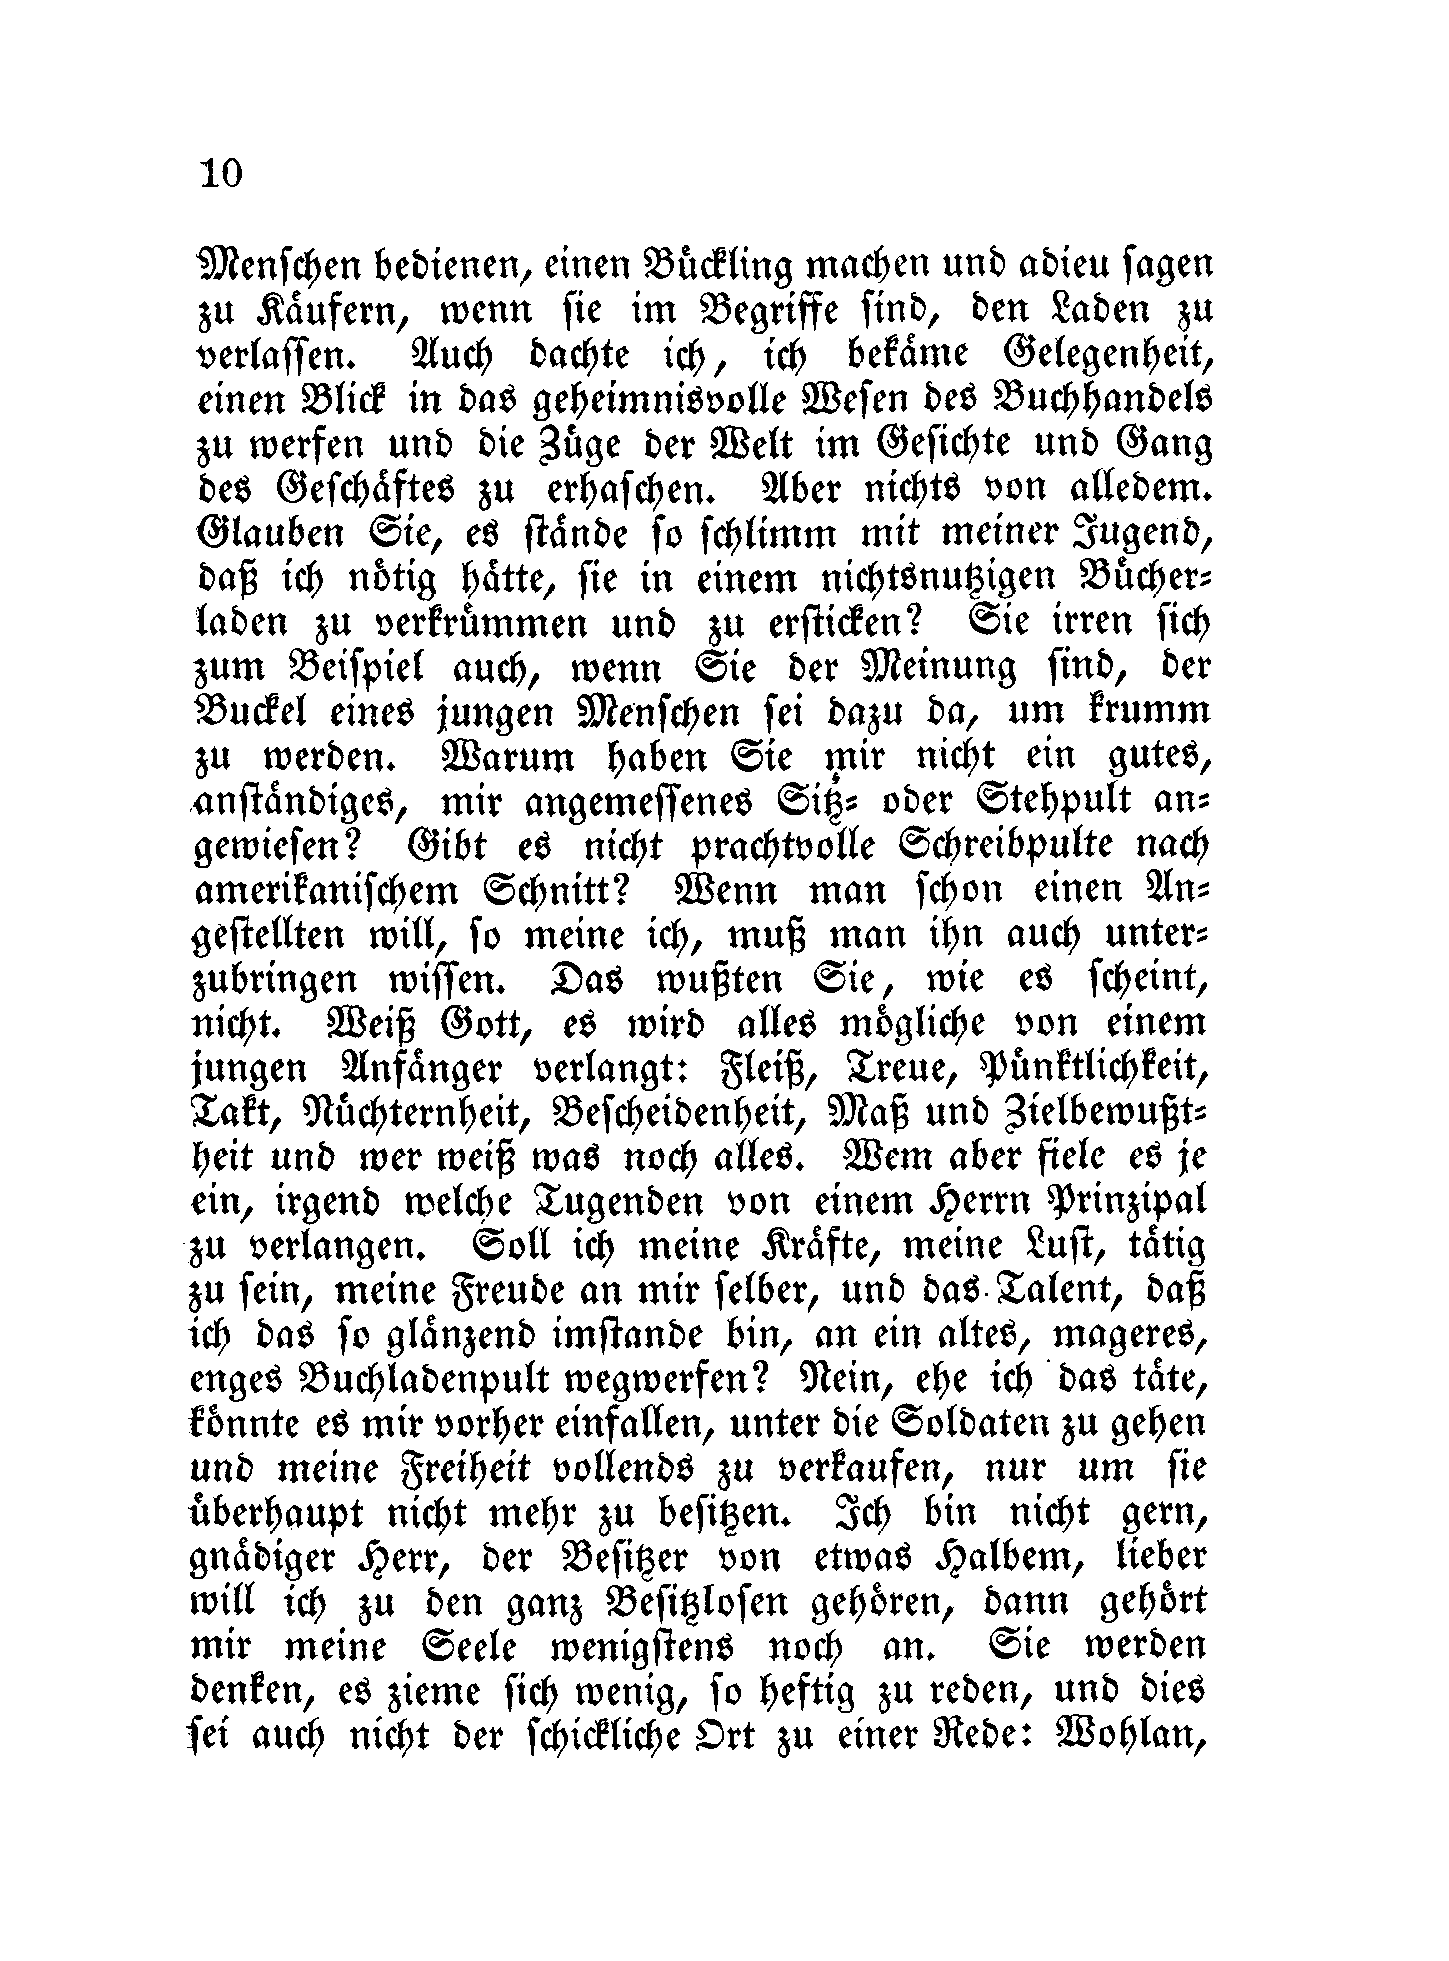 10
Menschen bedienen, einen Bückling machen und adieu sagen
zu Käufern, wenn sie im Begriffe sind, den Laden zu
verlassen. Auch dachte ich, ich bekäme Gelegenheit,
einen Blick in das geheimnisvolle Wesen des Buchhandels
zu werfen und die Züge der Welt im Gesichte und Gang
des Geschäftes zu erhaschen. Aber nichts von alledem.
Glauben Sie, es stände so schlimm mit meiner Jugend,
daß ich nötig hätte, sie in einem nichtsnutzigen Bücher-
laden zu verkrümmen und zu ersticken? Sie irren sich
zum Beispiel auch, wenn Sie der Meinung sind, der
Buckel eines jungen Menschen sei dazu da, um krumm
zu werden. Warum haben Sie mir nicht ein gutes,
anständiges, mir angemessenes Sitz- oder Stehpult an-
gewiesen? Gibt es nicht prachtvolle Schreibpulte nach
amerikanischem Schnitt? Wenn man schon einen An-
gestellten will, so meine ich, muß man ihn auch unter-
zubringen wissen. Das wußten Sie, wie es scheint,
nicht. Weiß Gott, es wird alles mögliche von einem
jungen Anfänger verlangt: Fleiß, Treue, Pünktlichkeit,
Takt, Nüchternheit, Bescheidenheit, Maß und Zielbewußt-
heit und wer weiß was noch alles. Wem aber fiele es je
ein, irgend welche Tugenden von einem Herrn Prinzipal
zu verlangen. Soll ich meine Kräfte, meine Lust, tätig
zu sein, meine Freude an mir selber, und das Talent, daß
ich das so glänzend imstande bin, an ein altes, mageres,
enges Buchladenpult wegwerfen? Nein, ehe ich das täte,
könnte es mir vorher einfallen, unter die Soldaten zu gehen
und meine Freiheit vollends zu verkaufen, nur um sie
überhaupt nicht mehr zu besitzen. Ich bin nicht gern,
gnädiger Herr, der Besitzer von etwas Halbem, lieber
will ich zu den ganz Besitzlosen gehören, dann gehört
mir meine Seele wenigstens noch an. Sie werden
denken, es zieme sich wenig, so heftig zu reden, und dies
sei auch nicht der schickliche Ort zu einer Rede: Wohlan,